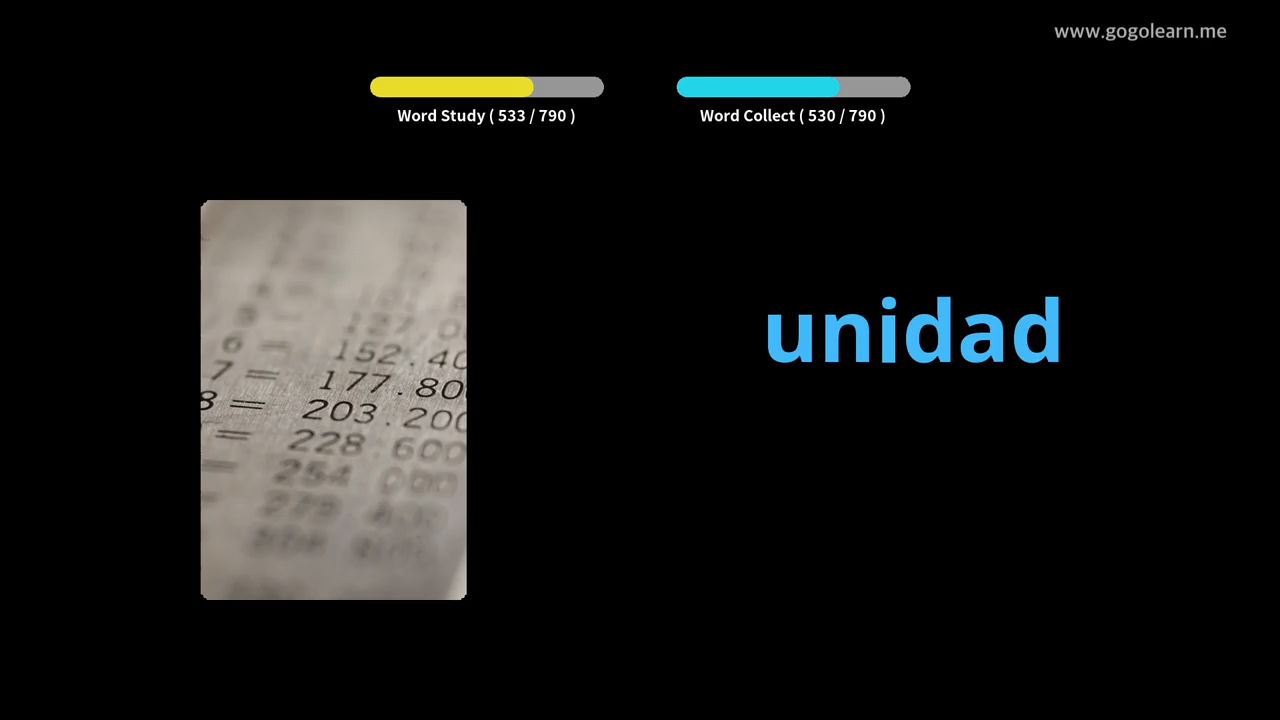 www.gogolearn.me
Word Study ( 533 / 790 )
Word Collect ( 530 / 790 )
unidad
6 = 152.40
7 = 177.80
8 = 203.200
= 228.600
= 254